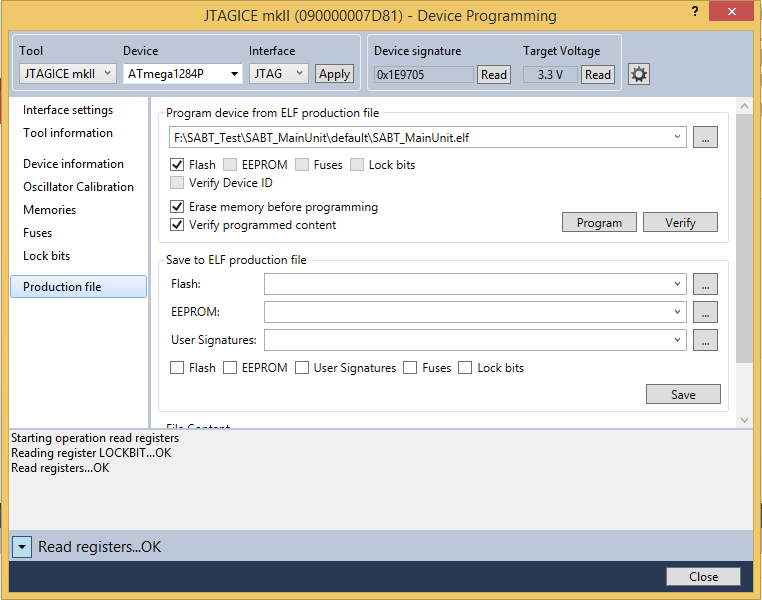 JTAGICE mkII (090000007D81) - Device Programming
?
Tool Device Interface Device signature Target Voltage
JTAGICE mkII ATmega1284P JTAG Apply 0x1E9705 Read 3.3 V Read
Interface settings
Tool information
Device information
Oscillator Calibration
Memories
Fuses
Lock bits
Production file
Program device from ELF production file
F:\SABT_Test\SABT_MainUnit\default\SABT_MainUnit.elf ...
Flash EEPROM Fuses Lock bits
Verify Device ID
Erase memory before programming
Verify programmed content
Program Verify
Save to ELF production file
Flash: ...
EEPROM: ...
User Signatures: ...
Flash EEPROM User Signatures Fuses Lock bits
Save
File Content
Starting operation read registers
Reading register LOCKBIT...OK
Read registers...OK
Read registers...OK
Close